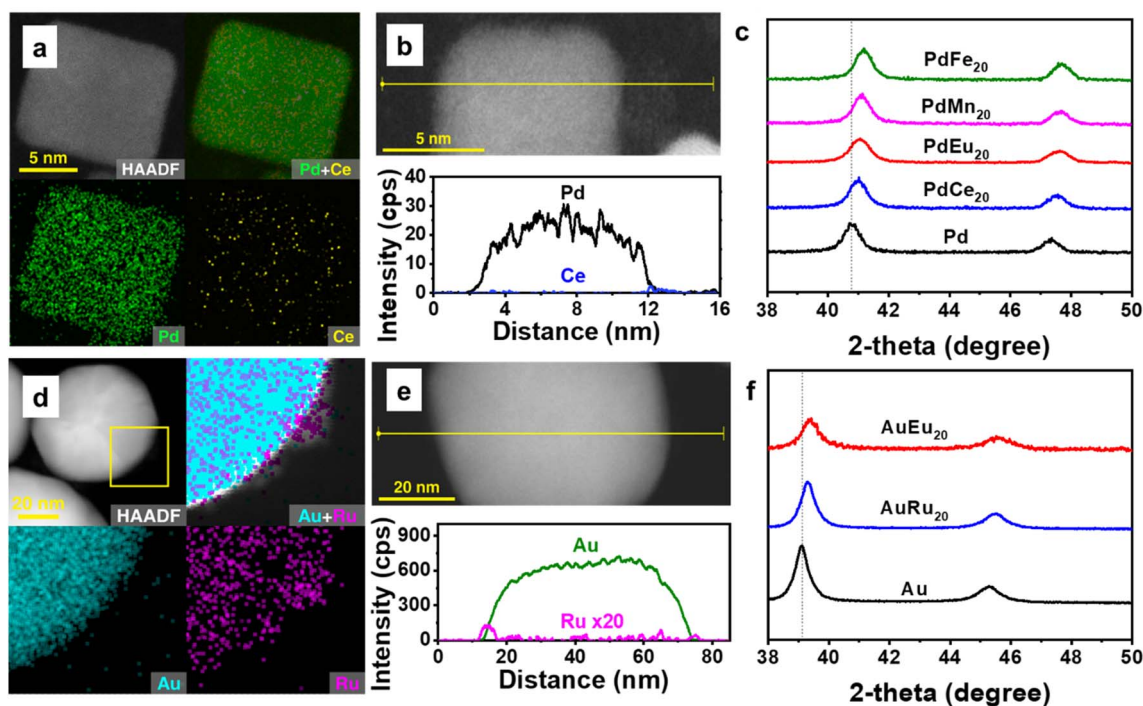 a
5 nm
HAADF
Pd+Ce
Pd
Ce
b
5 nm
Intensity (cps)
40
30
20
10
0
Pd
Ce
0 4 8 12 16
Distance (nm)
c
PdFe₂₀
PdMn₂₀
PdEu₂₀
PdCe₂₀
Pd
38 40 42 44 46 48 50
2-theta (degree)
d
20 nm
HAADF
Au+Ru
Au
Ru
e
20 nm
Intensity (cps)
900
600
300
0
Au
Ru x20
0 20 40 60 80
Distance (nm)
f
AuEu₂₀
AuRu₂₀
Au
38 40 42 44 46 48 50
2-theta (degree)